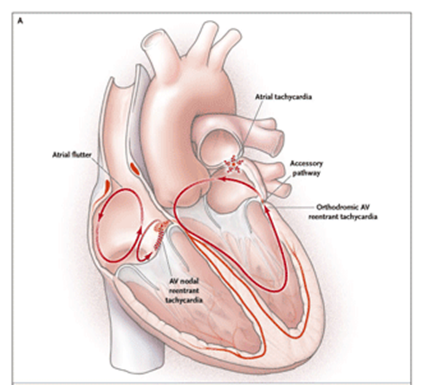 A
Atrial tachycardia
Atrial flutter
Accessory
pathway
Orthodromic AV
reentrant tachycardia
AV nodal
reentrant
tachycardia